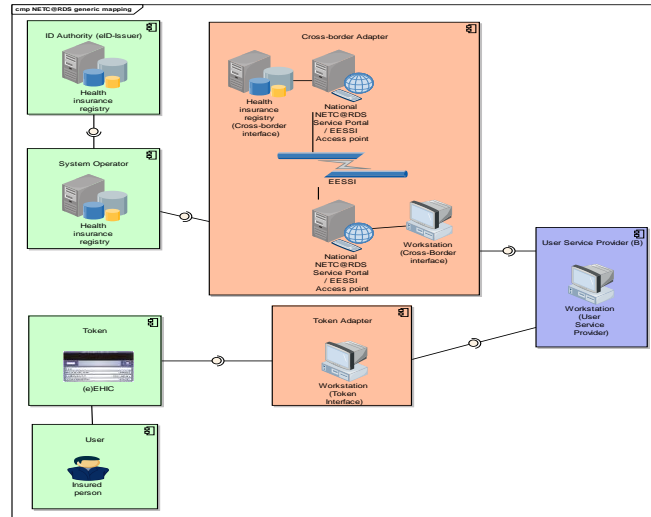 cmp NETC@RDS generic mapping
ID Authority (eID-Issuer)
Health
insurance
registry
System Operator
Health
insurance
registry
Cross-border Adapter
Health
insurance
registry
(Cross-border
interface)
National
NETC@RDS
Service Portal
/ EESSI
Access point
EESSI
National
NETC@RDS
Service Portal
/ EESSI
Access point
Workstation
(Cross-Border
interface)
User Service Provider (B)
Workstation
(User
Service
Provider)
Token
(e)EHIC
Token Adapter
Workstation
(Token
Interface)
User
Insured
person